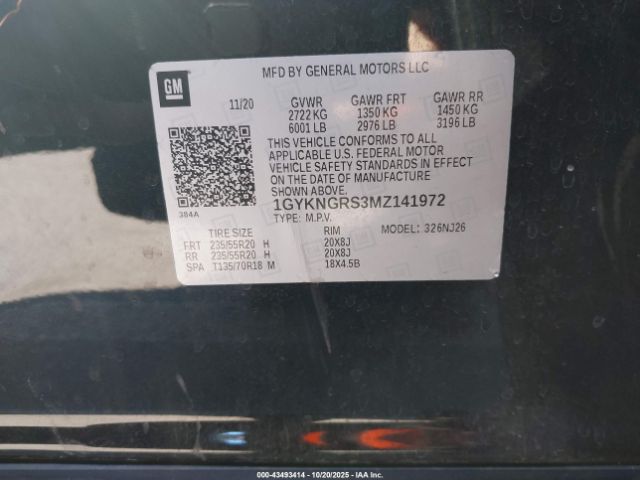 GM
MFD BY GENERAL MOTORS LLC
11/20 GVWR GAWR FRT GAWR RR
2722 KG 1350 KG 1450 KG
6001 LB 2976 LB 3196 LB
THIS VEHICLE CONFORMS TO ALL
APPLICABLE U.S. FEDERAL MOTOR
VEHICLE SAFETY STANDARDS IN EFFECT
ON THE DATE OF MANUFACTURE SHOWN ABOVE.
1GYKNGRS3MZ141972
384A
TYPE: M.P.V. MODEL: 326NJ26
TIRE SIZE RIM
FRT 235/55R20 H 20X8J
RR 235/55R20 H 20X8J
SPA T135/70R18 M 18X4.5B
000-43493414 - 10/20/2025 - IAA Corp.